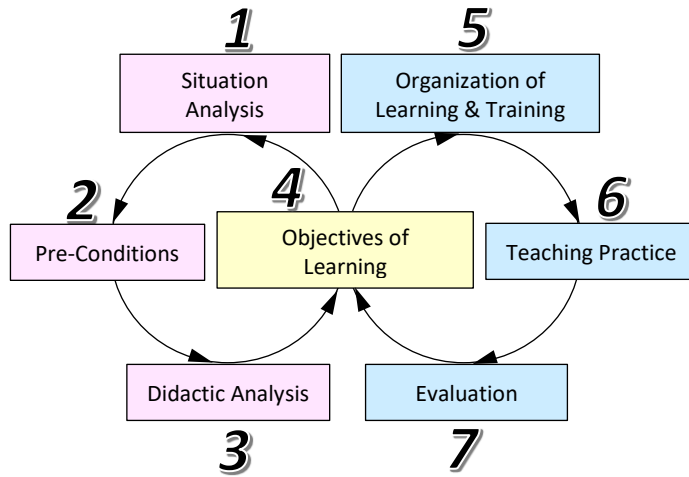 1
Situation
Analysis
5
Organization of
Learning & Training
2
Pre-Conditions
4
Objectives of
Learning
6
Teaching Practice
Didactic Analysis
3
Evaluation
7